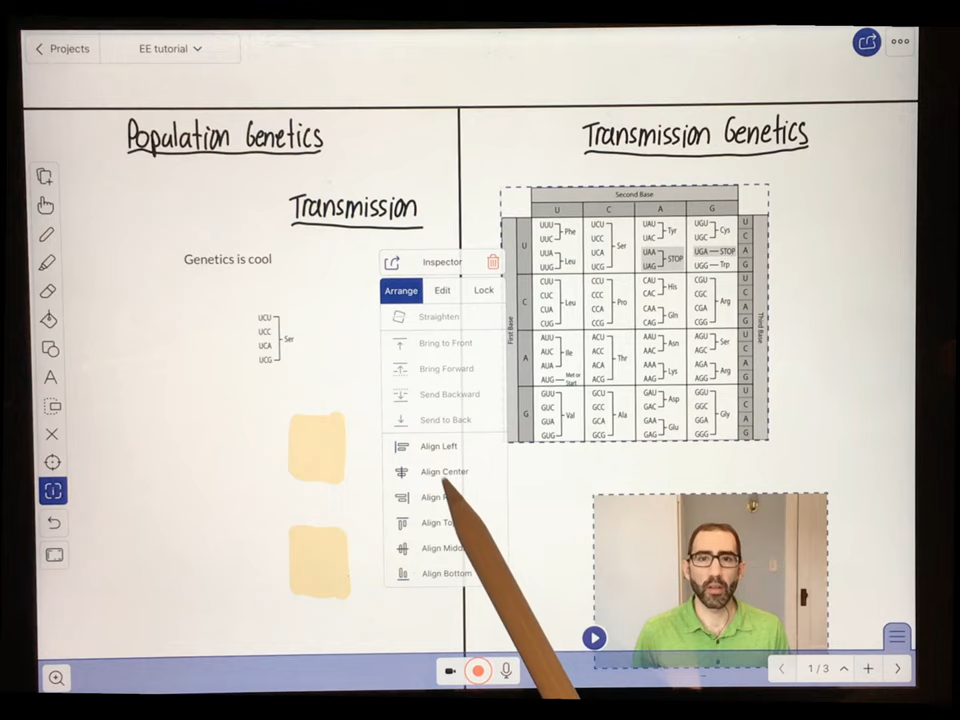 Projects
EE tutorial
Population Genetics
Transmission Genetics
Transmission
Genetics is cool
UCU
UCC
UCA
UCG
Ser
Inspector
Arrange Edit Lock
Straighten
Bring to Front
Bring Forward
Send Backward
Send to Back
Align Left
Align Center
Align
Align
Align
Align Bottom
Second Base
U C A G
First Base
Third Base
U
UUU UCU UAU UGU U
Phe Tyr Cys
UUC UCC UAC UGC C
Ser
UUA UCA UAA UGA STOP A
Leu STOP
UUG UCG UAG UGG Trp G
C
CUU CCU CAU CGU U
His
CUC CCC CAC CGC C
Leu Pro Arg
CUA CCA CAA CGA A
Gln
CUG CCG CAG CGG G
A
AUU ACU AAU AGU U
Asn Ser
AUC ACC AAC AGC C
Ile Thr
AUA ACA AAA AGA A
Lys Arg
AUG Met or Start ACG AAG AGG G
G
GUU GCU GAU GGU U
Asp
GUC GCC GAC GGC C
Val Ala Gly
GUA GCA GAA GGA A
Glu
GUG GCG GAG GGG G
1/3